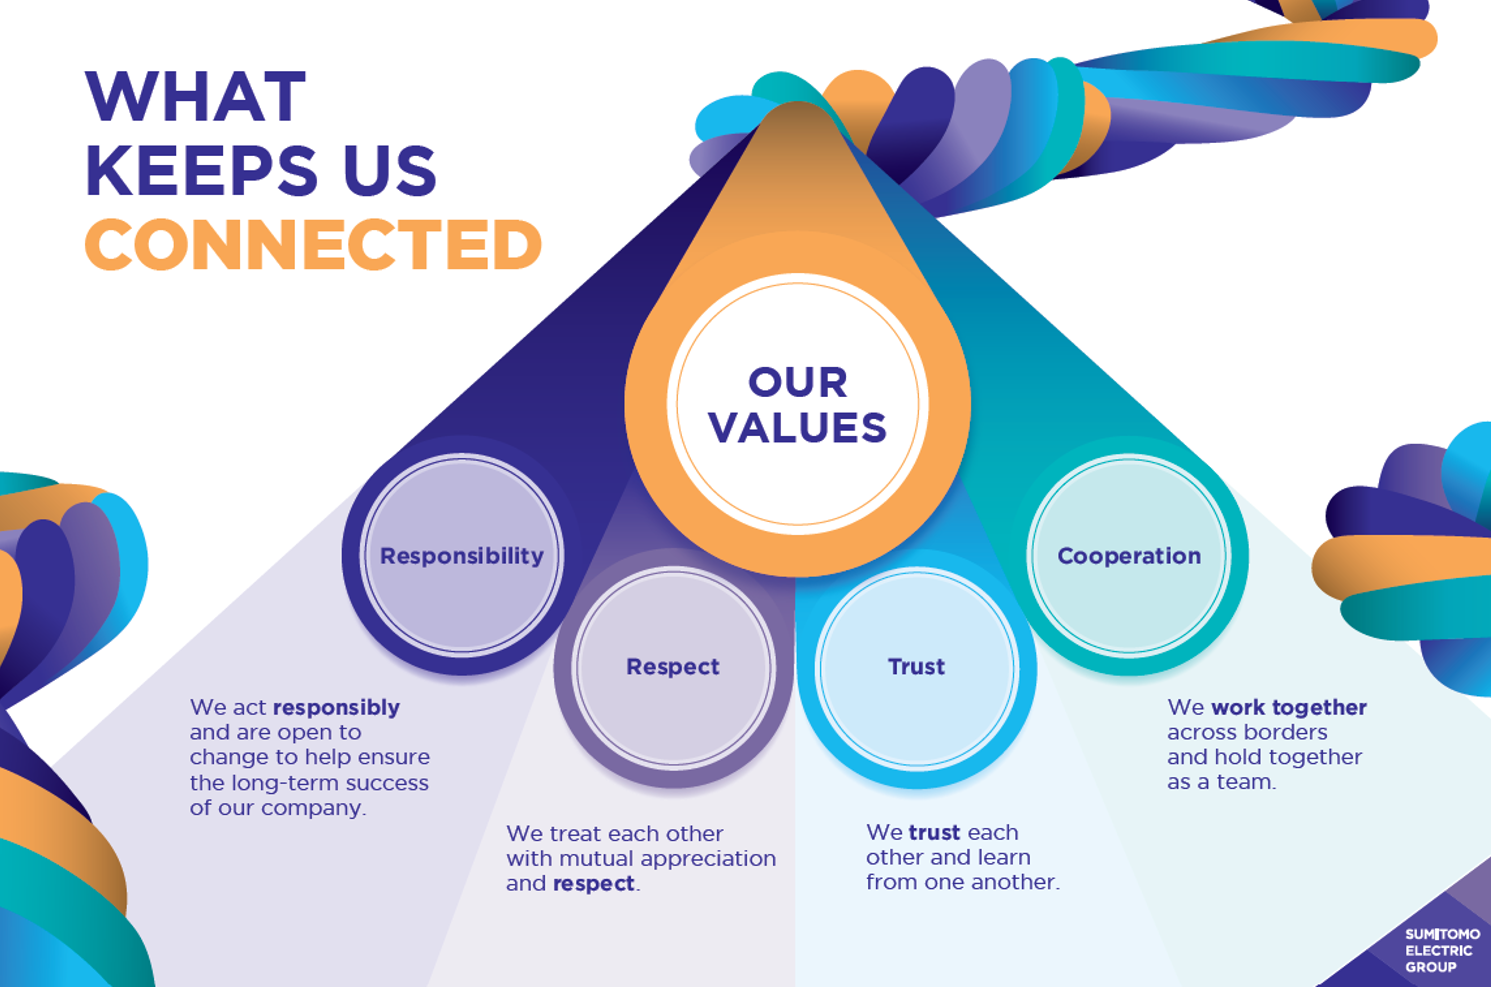 WHAT
KEEPS US
CONNECTED
OUR
VALUES
Responsibility
Respect
Trust
Cooperation
We act responsibly
and are open to
change to help ensure
the long-term success
of our company.
We treat each other
with mutual appreciation
and respect.
We trust each
other and learn
from one another.
We work together
across borders
and hold together
as a team.
SUMITOMO
ELECTRIC
GROUP